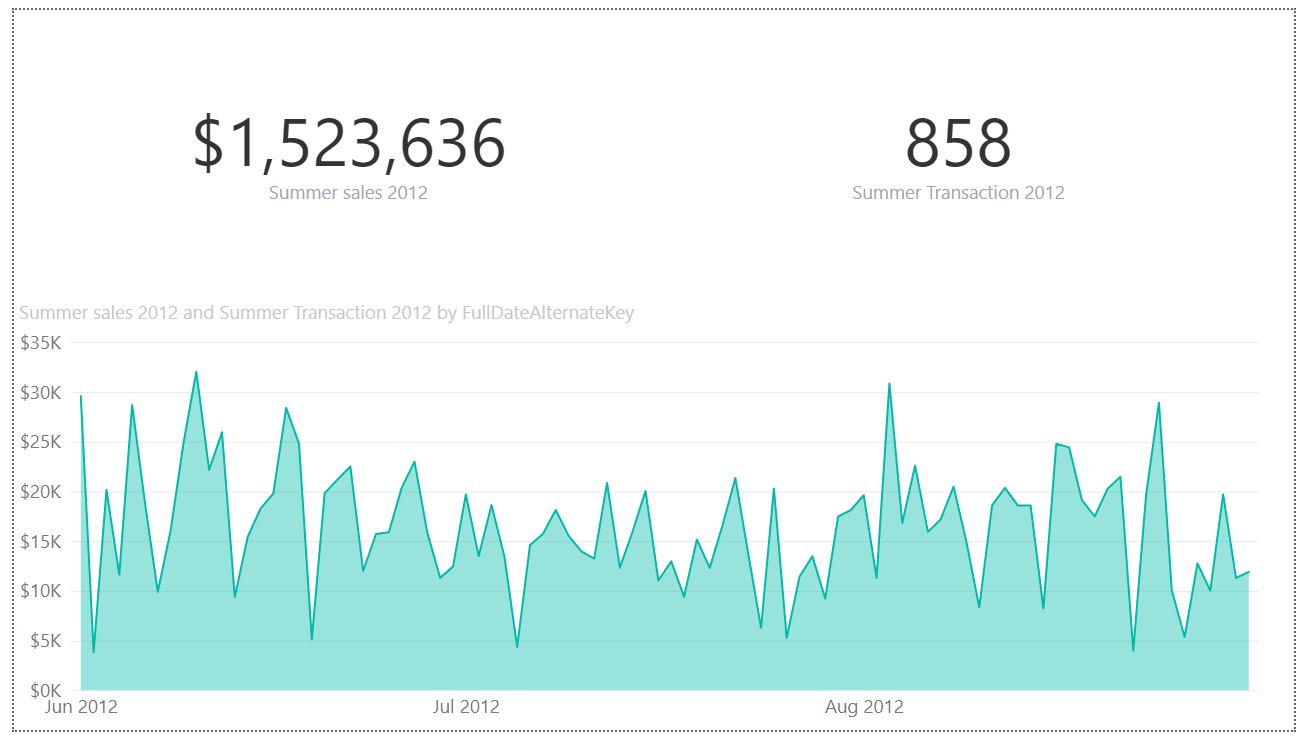 $1,523,636
Summer sales 2012
858
Summer Transaction 2012
Summer sales 2012 and Summer Transaction 2012 by FullDateAlternateKey
$35K
$30K
$25K
$20K
$15K
$10K
$5K
$0K
Jun 2012
Jul 2012
Aug 2012